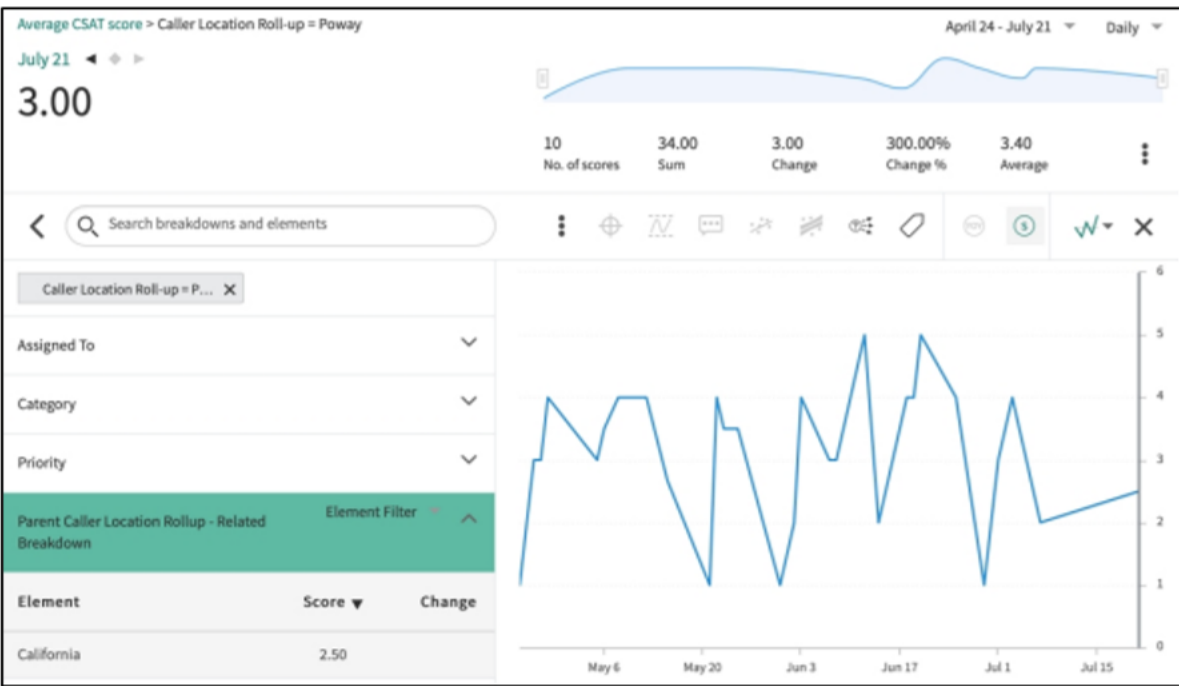 Average CSAT score > Caller Location Roll-up = Poway
April 24 - July 21 Daily
July 21
3.00
10 34.00 3.00 300.00% 3.40
No. of scores Sum Change Change % Average
Search breakdowns and elements
Caller Location Roll-up = P...
Assigned To
Category
Priority
Parent Caller Location Rollup - Related
Breakdown
Element Filter
Element Score Change
California 2.50
6
5
4
3
2
1
0
May 6 May 20 Jun 3 Jun 17 Jul 1 Jul 15